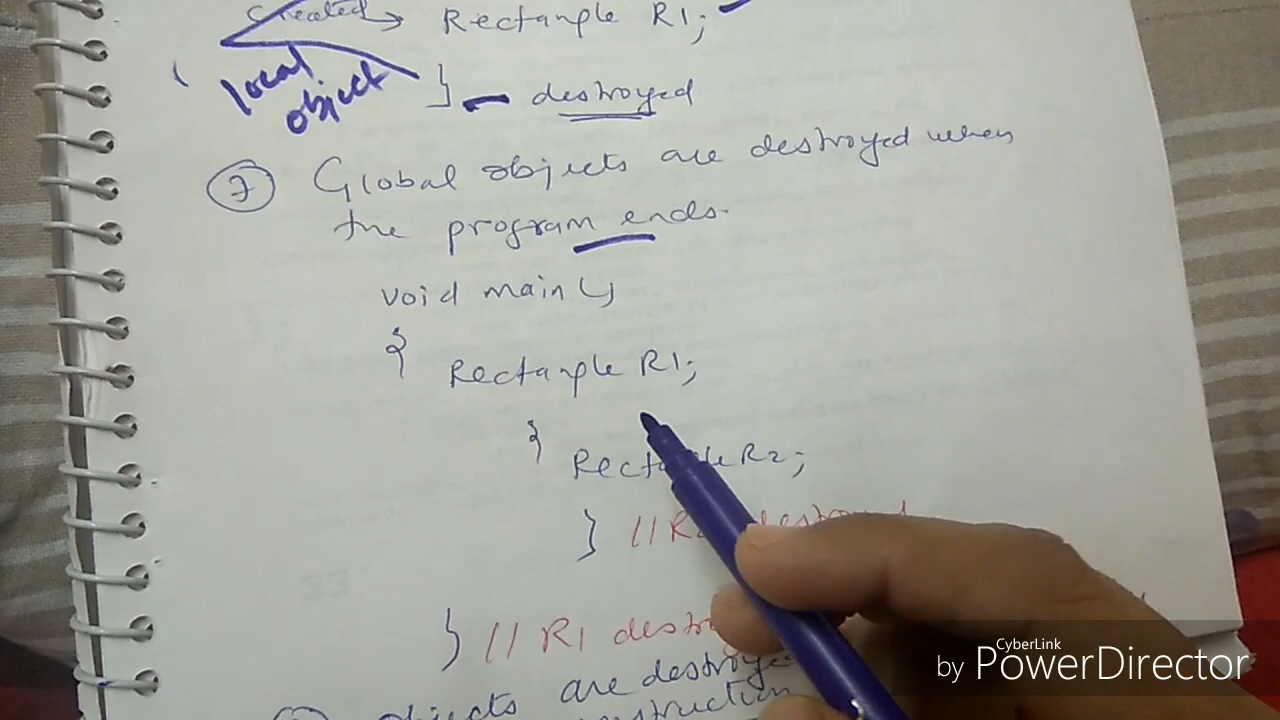 Created → Rectangle R1;
local
object
} — destroyed
7 Global objects are destroyed when
the program ends.
void main()
{
Rectangle R1;
{
Rectangle R2;
} // R2 destroyed
} // R1
objects are destroyed
CyberLink
by PowerDirector